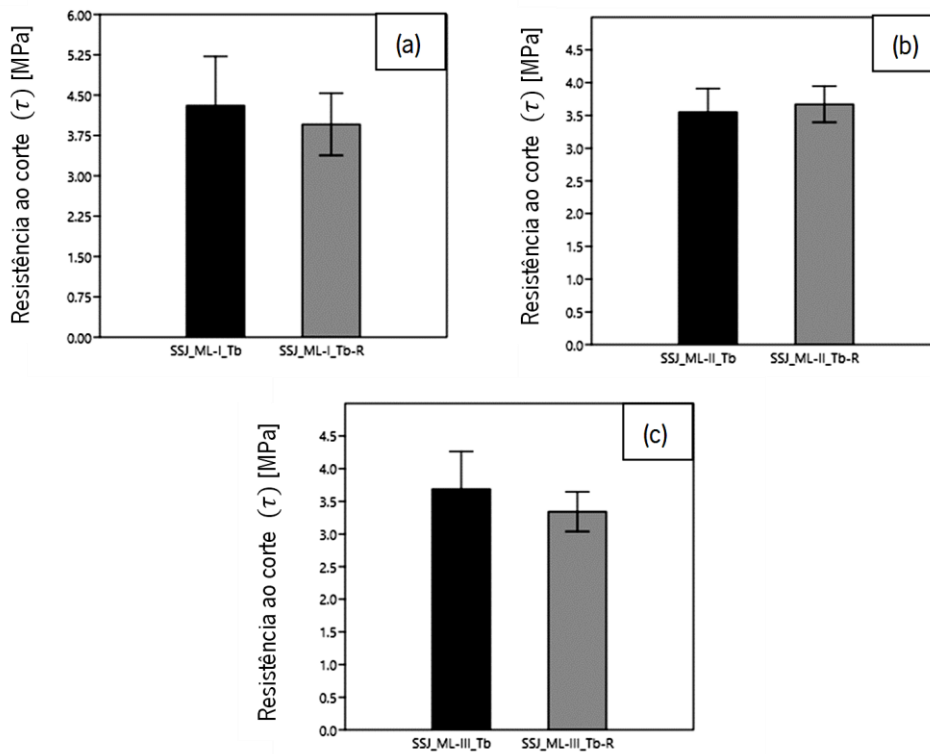 (a)
Resistência ao corte (τ) [MPa]
6.00
5.25
4.50
3.75
3.00
2.25
1.50
0.75
0.00
SSJ_ML-I_Tb
SSJ_ML-I_Tb-R
(b)
Resistência ao corte (τ) [MPa]
4.5
4.0
3.5
3.0
2.5
2.0
1.5
1.0
0.5
0.0
SSJ_ML-II_Tb
SSJ_ML-II_Tb-R
(c)
Resistência ao corte (τ) [MPa]
4.5
4.0
3.5
3.0
2.5
2.0
1.5
1.0
0.5
0.0
SSJ_ML-III_Tb
SSJ_ML-III_Tb-R